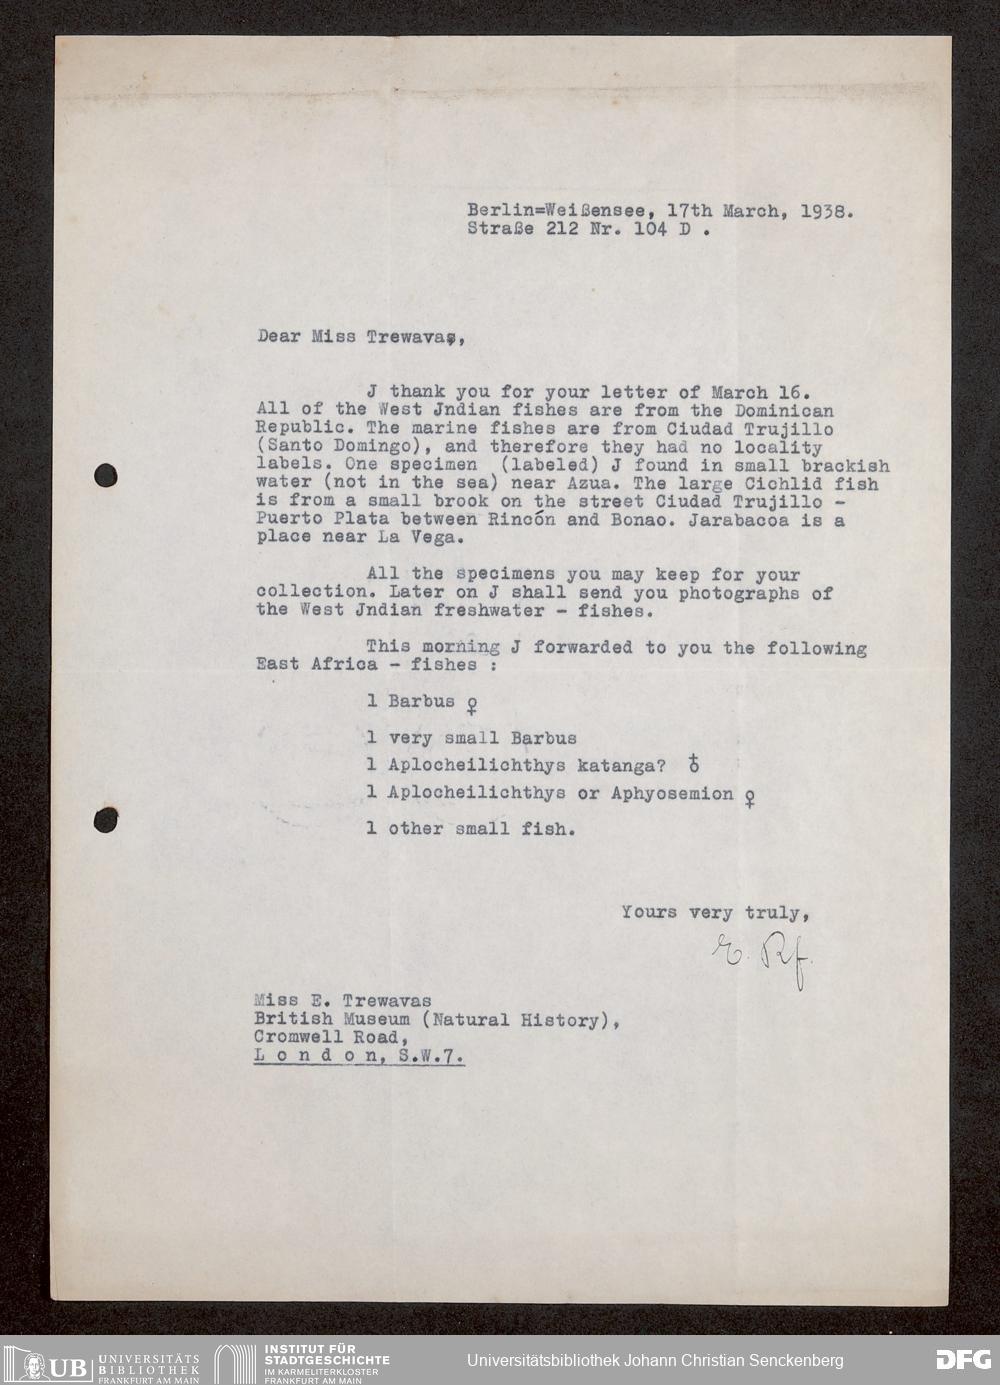 Berlin=Weißensee, 17th March, 1938.
Straße 212 Nr. 104 D .
Dear Miss Trewavas,
J thank you for your letter of March 16.
All of the West Jndian fishes are from the Dominican
Republic. The marine fishes are from Ciudad Trujillo
(Santo Domingo), and therefore they had no locality
labels. One specimen (labeled) J found in small brackish
water (not in the sea) near Azua. The large Cichlid fish
is from a small brook on the street Ciudad Trujillo -
Puerto Plata between Rincón and Bonao. Jarabacoa is a
place near La Vega.
All the specimens you may keep for your
collection. Later on J shall send you photographs of
the West Jndian freshwater - fishes.
This morning J forwarded to you the following
East Africa - fishes :
1 Barbus ♀
1 very small Barbus
1 Aplocheilichthys katanga? ♁
1 Aplocheilichthys or Aphyosemion ♀
1 other small fish.
Yours very truly,
E. Rf.
Miss E. Trewavas
British Museum (Natural History),
Cromwell Road,
L o n d o n, S.W.7.
UB UNIVERSITÄTS
BIBLIOTHEK
FRANKFURT AM MAIN
INSTITUT FÜR
STADTGESCHICHTE
IM KARMELITERKLOSTER
FRANKFURT AM MAIN
Universitätsbibliothek Johann Christian Senckenberg
DFG